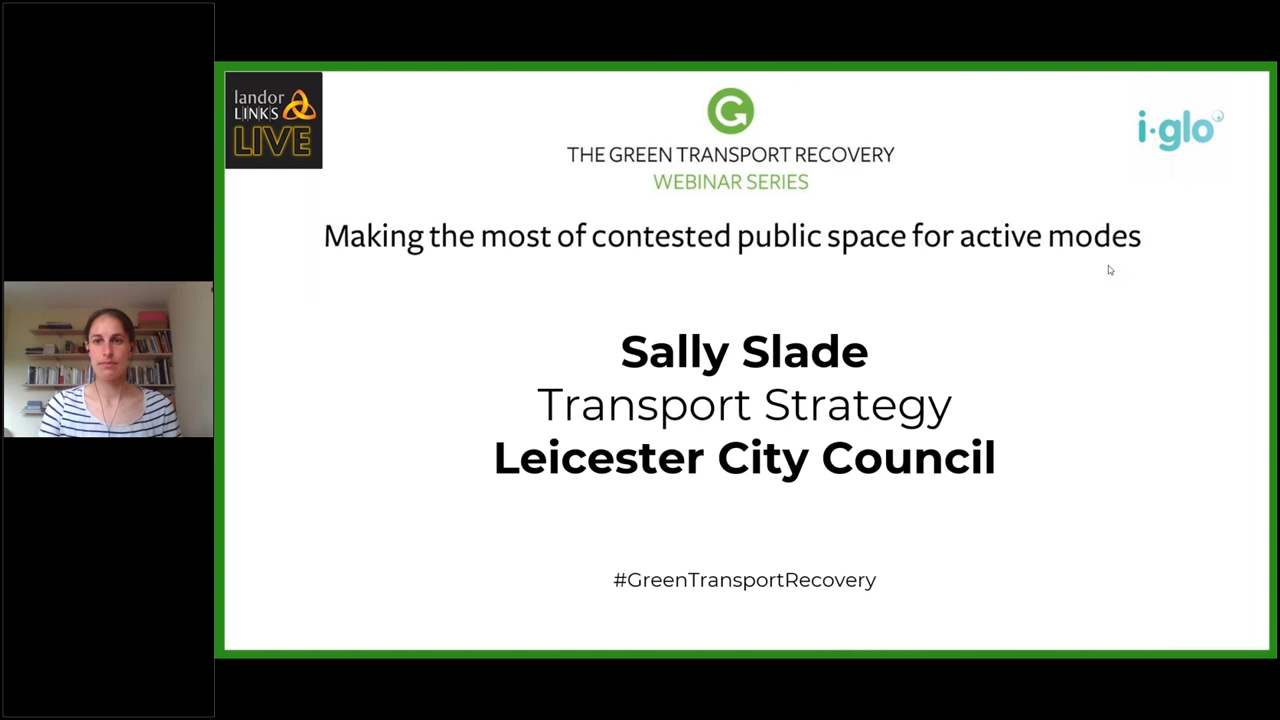 landor
LINKS
LIVE
G
THE GREEN TRANSPORT RECOVERY
WEBINAR SERIES
i·glo
Making the most of contested public space for active modes
Sally Slade
Transport Strategy
Leicester City Council
#GreenTransportRecovery